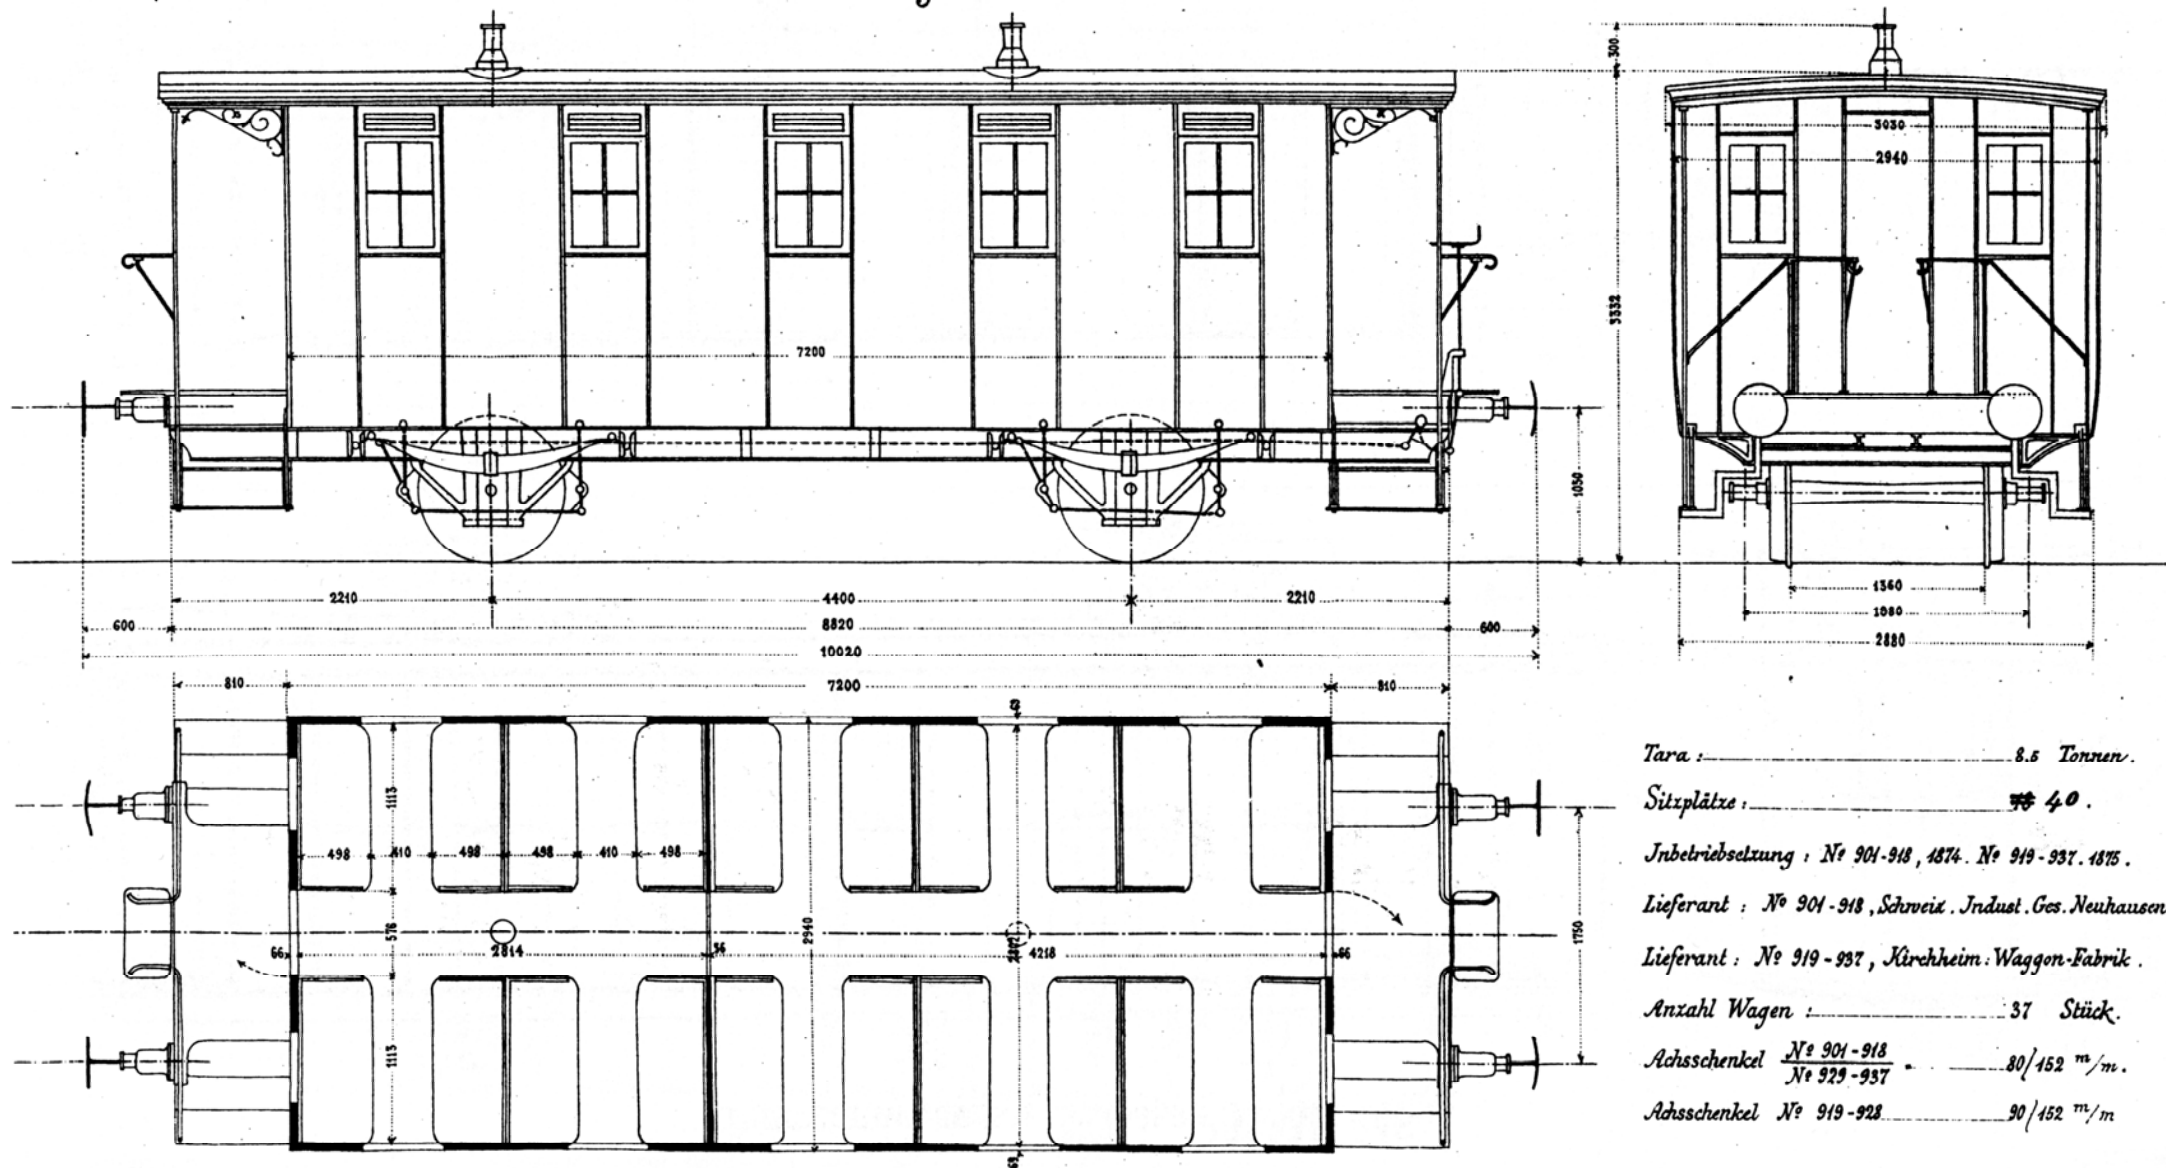 300
3030
2940
3332
7200
1050
2210 4400 2210
600 8820 600
10020
1360
2880
810 7200 810
69
1113
498 410 498 498 410 498
576 2940
66 2814 36 4218 66
1113
1750
69
Tara : 8.5 Tonnen.
Sitzplätze : 40.
Inbetriebsetzung : Nº 901-918, 1874. Nº 919-937. 1875.
Lieferant : Nº 901-918, Schweiz. Indust. Ges. Neuhausen
Lieferant : Nº 919-937, Kirchheim: Waggon-Fabrik.
Anzahl Wagen : 37 Stück.
Achsschenkel Nº 901-918
Nº 929-937 80/152 m/m.
Achsschenkel Nº 919-928 90/152 m/m